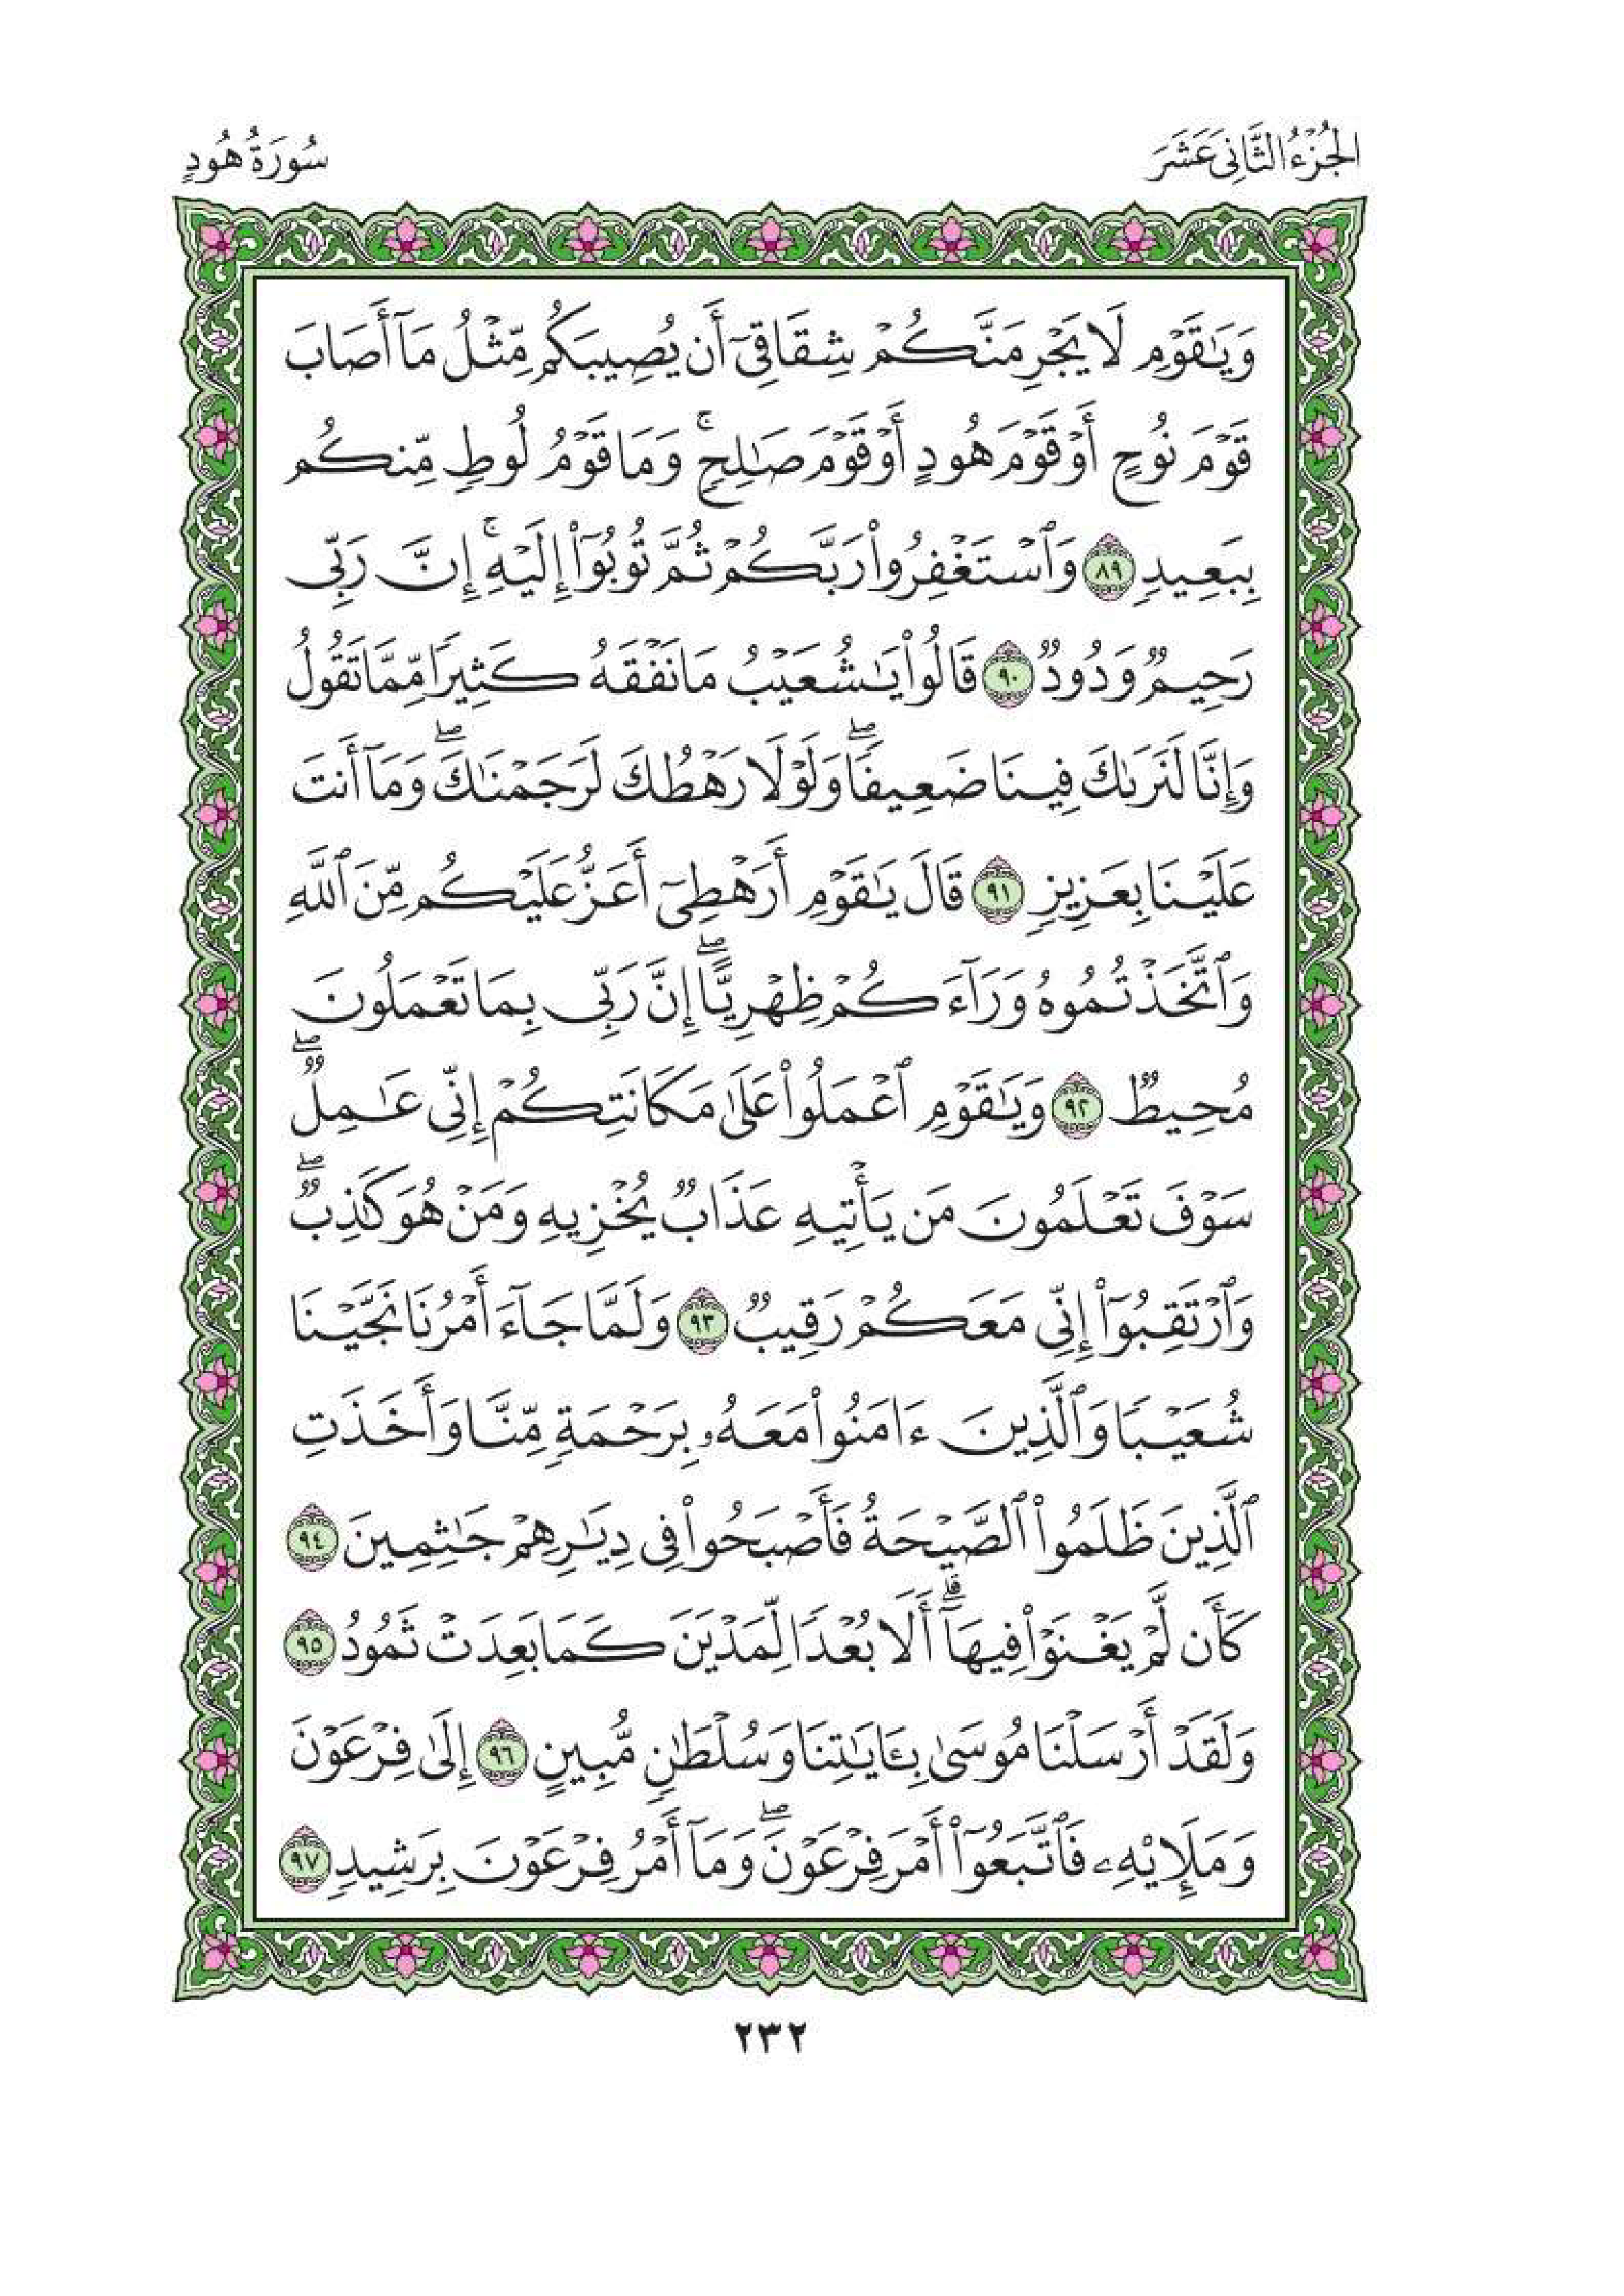 الجُزْءُ الثَّانِي عَشَرَ
سُورَةُ هُودٍ
وَيَٰقَوْمِ لَا يَجْرِمَنَّكُمْ شِقَاقِىٓ أَن يُصِيبَكُم مِّثْلُ مَآ أَصَابَ
قَوْمَ نُوحٍ أَوْ قَوْمَ هُودٍ أَوْ قَوْمَ صَٰلِحٍۚ وَمَا قَوْمُ لُوطٍ مِّنكُم
بِبَعِيدٍ ٨٩ وَٱسْتَغْفِرُوا۟ رَبَّكُمْ ثُمَّ تُوبُوٓا۟ إِلَيْهِۚ إِنَّ رَبِّى
رَحِيمٌ وَدُودٌ ٩٠ قَالُوا۟ يَٰشُعَيْبُ مَا نَفْقَهُ كَثِيرًا مِّمَّا تَقُولُ
وَإِنَّا لَنَرَىٰكَ فِينَا ضَعِيفًاۖ وَلَوْلَا رَهْطُكَ لَرَجَمْنَٰكَۖ وَمَآ أَنتَ
عَلَيْنَا بِعَزِيزٍ ٩١ قَالَ يَٰقَوْمِ أَرَهْطِىٓ أَعَزُّ عَلَيْكُم مِّنَ ٱللَّهِ
وَٱتَّخَذْتُمُوهُ وَرَآءَكُمْ ظِهْرِيًّاۖ إِنَّ رَبِّى بِمَا تَعْمَلُونَ
مُحِيطٌ ٩٢ وَيَٰقَوْمِ ٱعْمَلُوا۟ عَلَىٰ مَكَانَتِكُمْ إِنِّى عَٰمِلٌۖ
سَوْفَ تَعْلَمُونَ مَن يَأْتِيهِ عَذَابٌ يُخْزِيهِ وَمَنْ هُوَ كَٰذِبٌۖ
وَٱرْتَقِبُوٓا۟ إِنِّى مَعَكُمْ رَقِيبٌ ٩٣ وَلَمَّا جَآءَ أَمْرُنَا نَجَّيْنَا
شُعَيْبًا وَٱلَّذِينَ ءَامَنُوا۟ مَعَهُۥ بِرَحْمَةٍ مِّنَّا وَأَخَذَتِ
ٱلَّذِينَ ظَلَمُوا۟ ٱلصَّيْحَةُ فَأَصْبَحُوا۟ فِى دِيَٰرِهِمْ جَٰثِمِينَ ٩٤
كَأَن لَّمْ يَغْنَوْا۟ فِيهَآۗ أَلَا بُعْدًا لِّمَدْيَنَ كَمَا بَعِدَتْ ثَمُودُ ٩٥
وَلَقَدْ أَرْسَلْنَا مُوسَىٰ بِـَٔايَٰتِنَا وَسُلْطَٰنٍ مُّبِينٍ ٩٦ إِلَىٰ فِرْعَوْنَ
وَمَلَإِي۟هِۦ فَٱتَّبَعُوٓا۟ أَمْرَ فِرْعَوْنَۖ وَمَآ أَمْرُ فِرْعَوْنَ بِرَشِيدٍ ٩٧
٢٣٢